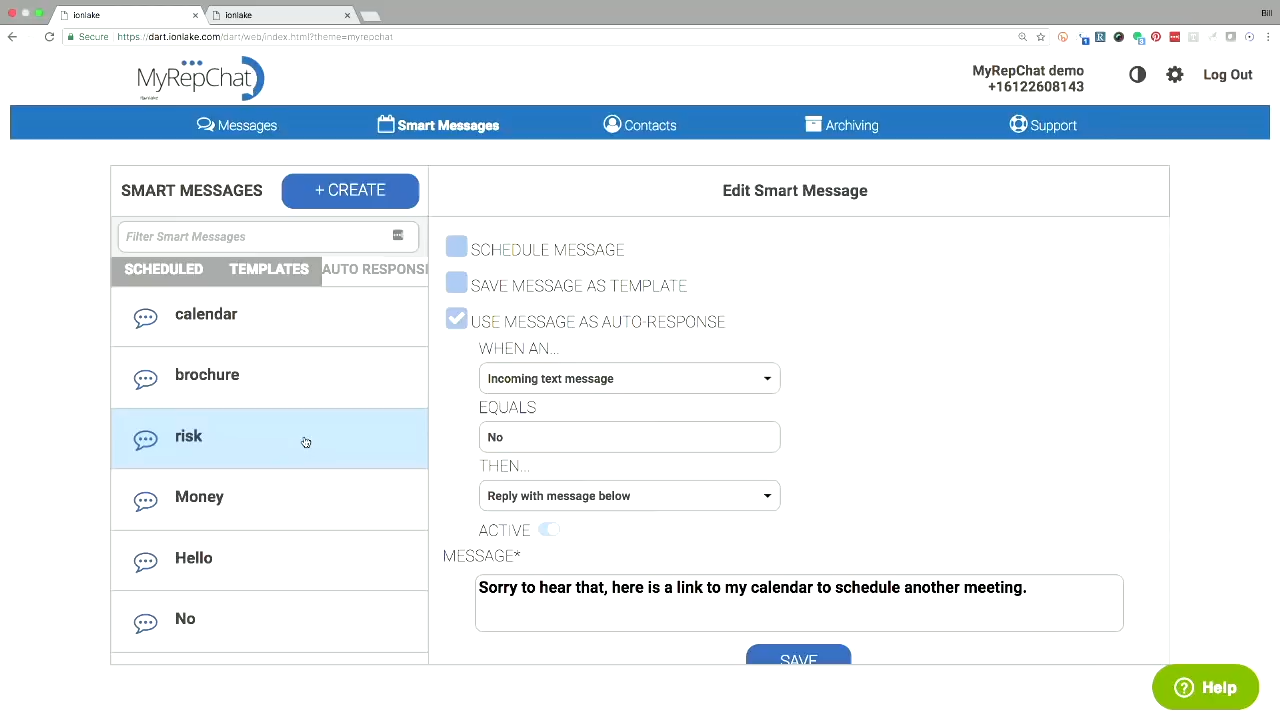 ionlake
ionlake
Bill
Secure
https://dart.ionlake.com/dart/web/index.html?theme=myrepchat
MyRepChat
MyRepChat demo
+16122608143
Log Out
Messages
Smart Messages
Contacts
Archiving
Support
SMART MESSAGES
+ CREATE
Edit Smart Message
Filter Smart Messages
SCHEDULED
TEMPLATES
AUTO RESPONS
calendar
brochure
risk
Money
Hello
No
SCHEDULE MESSAGE
SAVE MESSAGE AS TEMPLATE
USE MESSAGE AS AUTO-RESPONSE
WHEN AN...
Incoming text message
EQUALS
No
THEN...
Reply with message below
ACTIVE
MESSAGE*
Sorry to hear that, here is a link to my calendar to schedule another meeting.
SAVE
Help